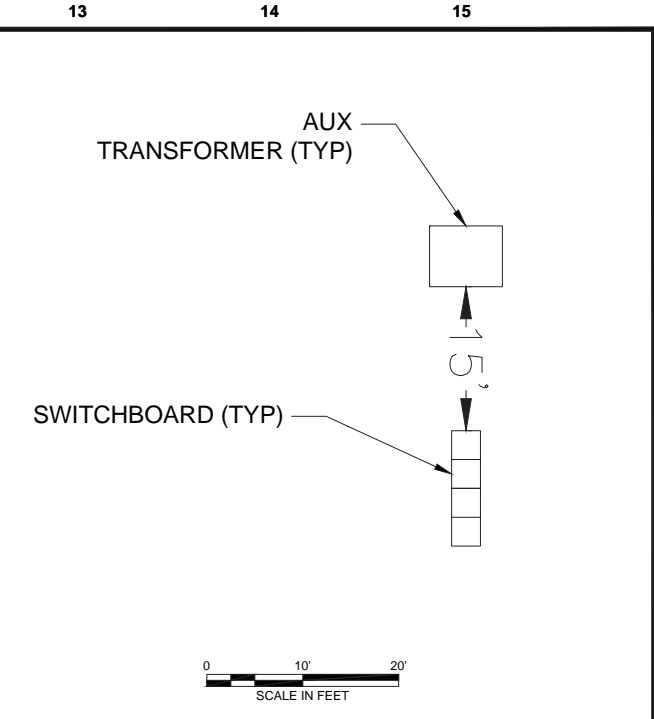 13 14 15
AUX
TRANSFORMER (TYP)
15'
SWITCHBOARD (TYP)
0 10' 20'
SCALE IN FEET